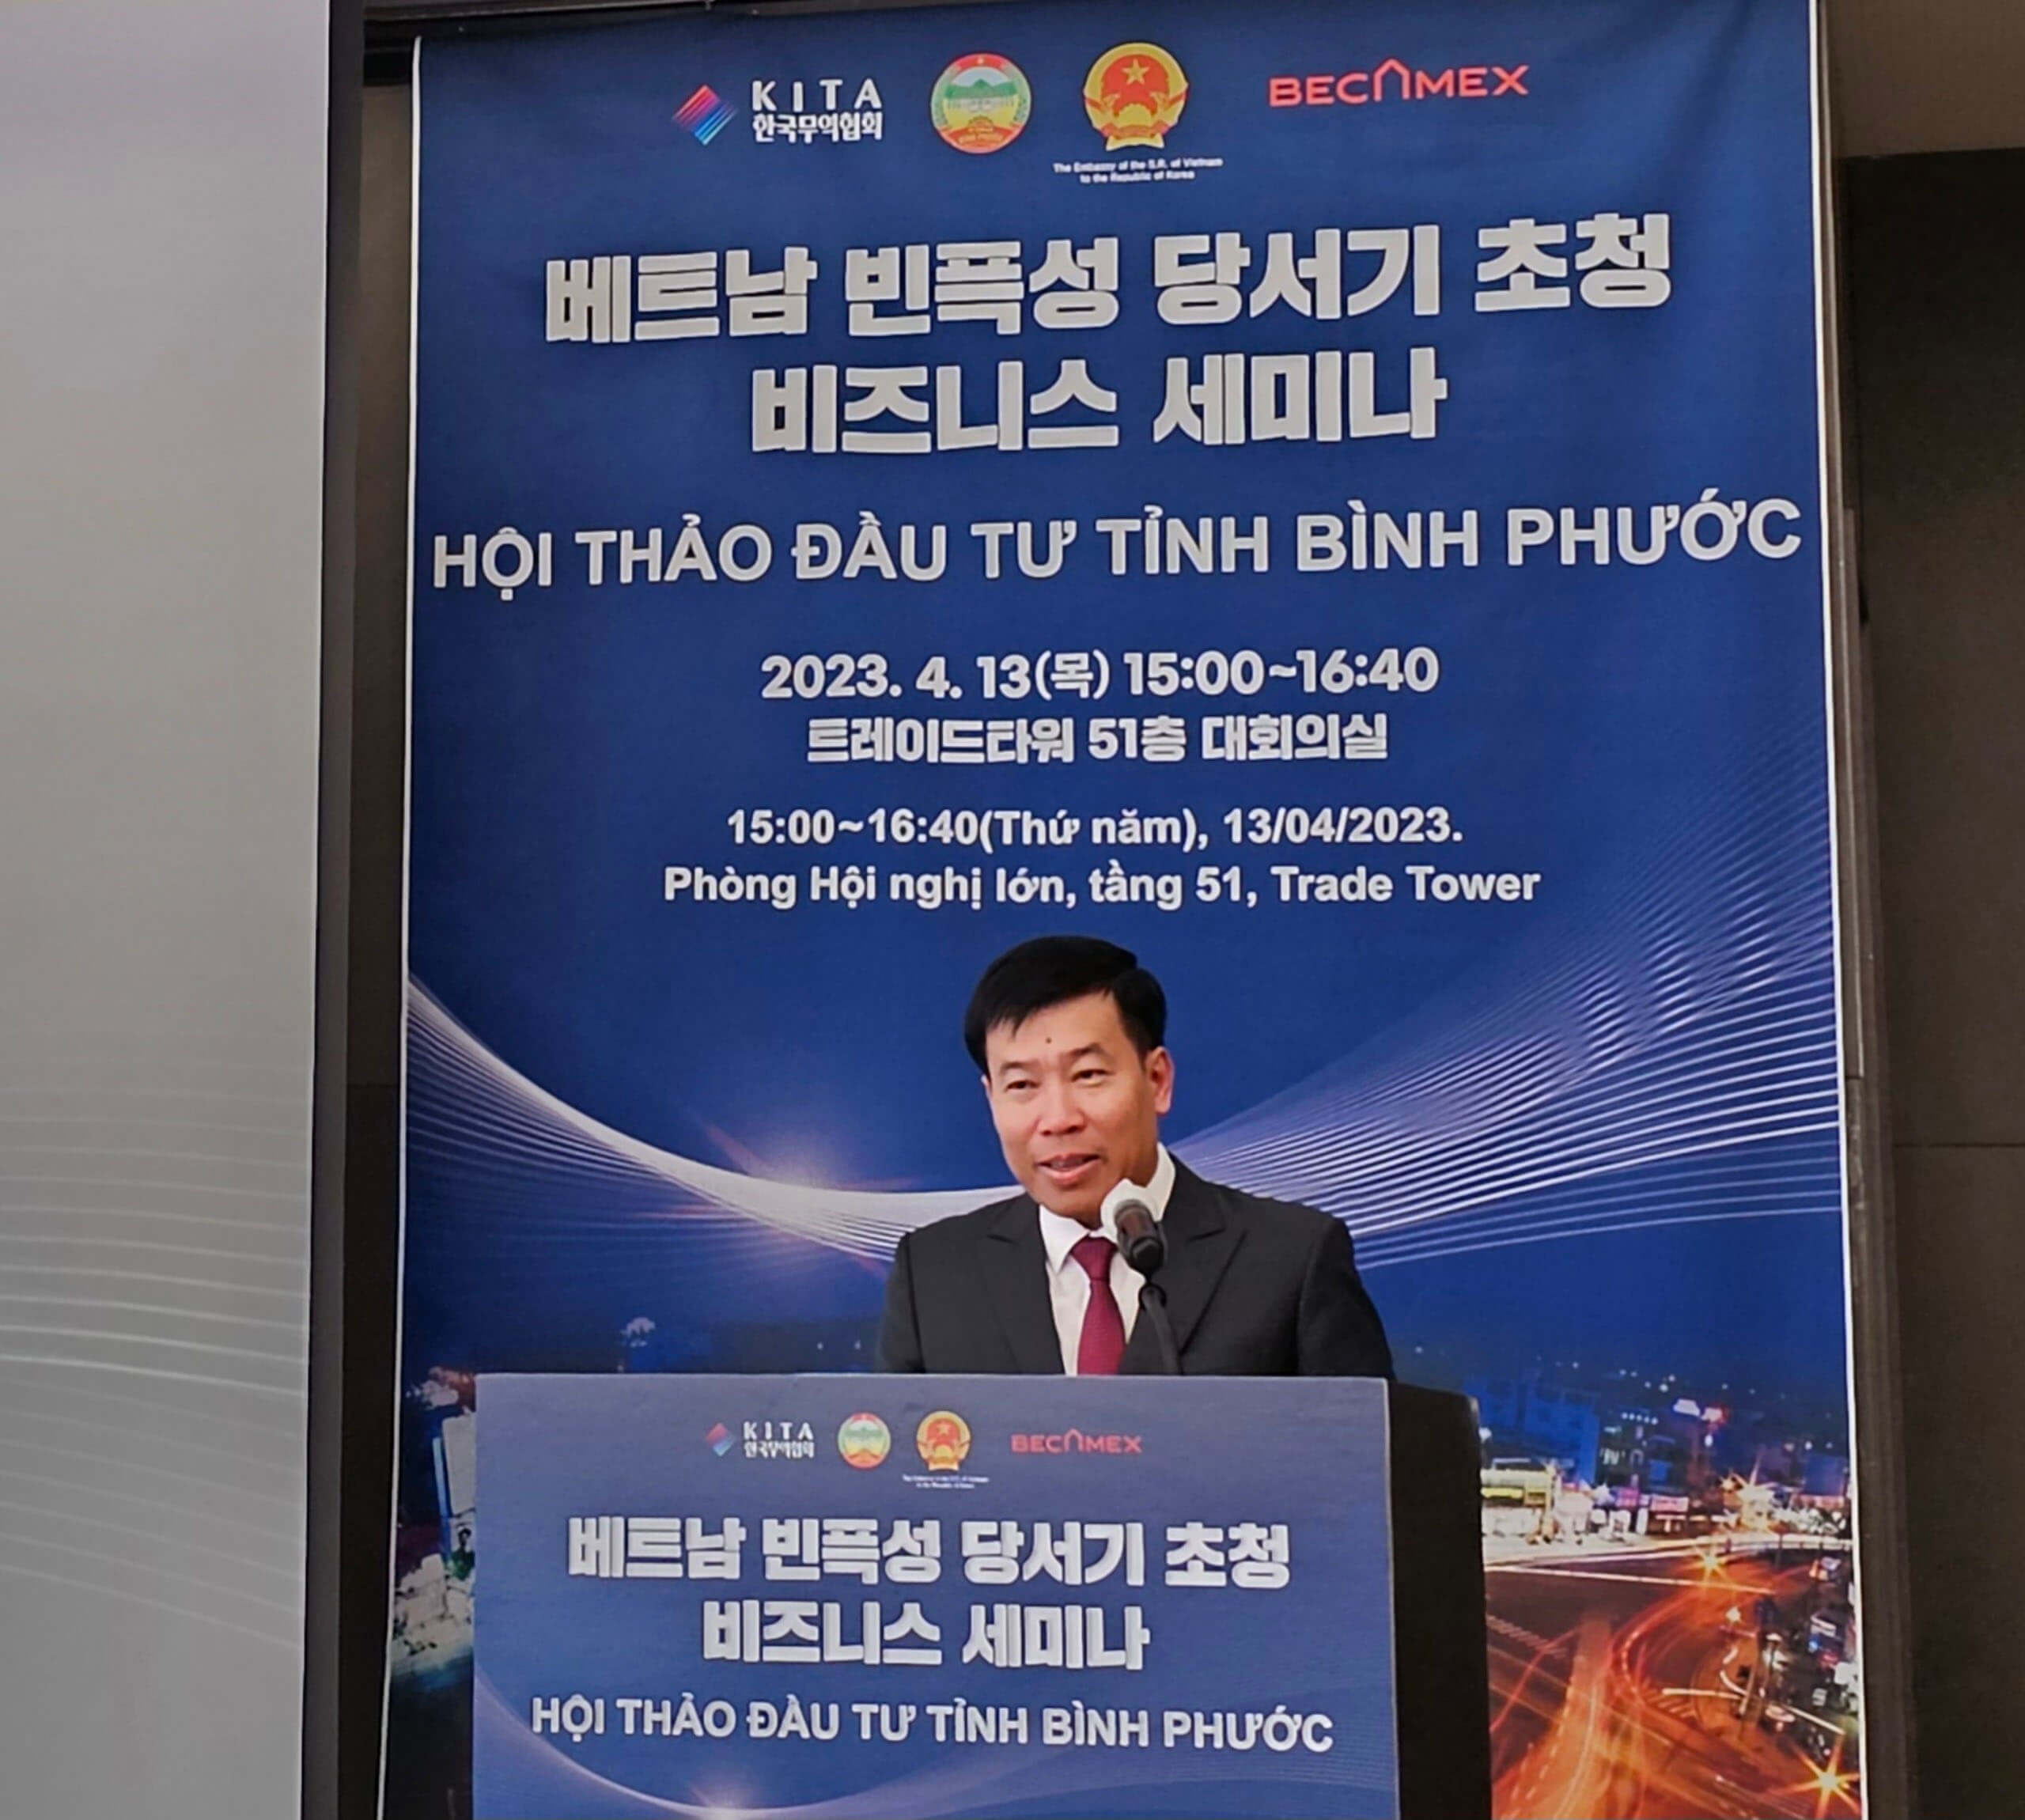 KITA
한국무역협회
BECAMEX
The Embassy of the S.R. of Vietnam
to the Republic of Korea
베트남 빈폭성 당서기 초청
비즈니스 세미나
HỘI THẢO ĐẦU TƯ TỈNH BÌNH PHƯỚC
2023. 4. 13(목) 15:00~16:40
트레이드타워 51층 대회의실
15:00~16:40(Thứ năm), 13/04/2023.
Phòng Hội nghị lớn, tầng 51, Trade Tower
KITA
한국무역협회
BECAMEX
베트남 빈폭성 당서기 초청
비즈니스 세미나
HỘI THẢO ĐẦU TƯ TỈNH BÌNH PHƯỚC